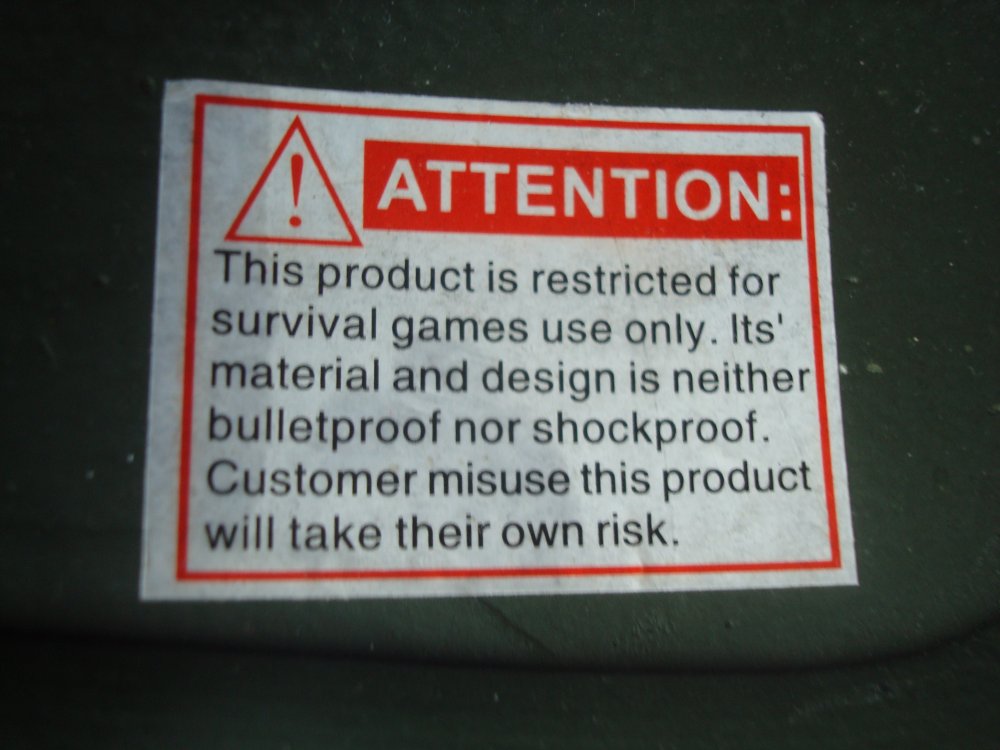 ATTENTION:
This product is restricted for
survival games use only. Its'
material and design is neither
bulletproof nor shockproof.
Customer misuse this product
will take their own risk.